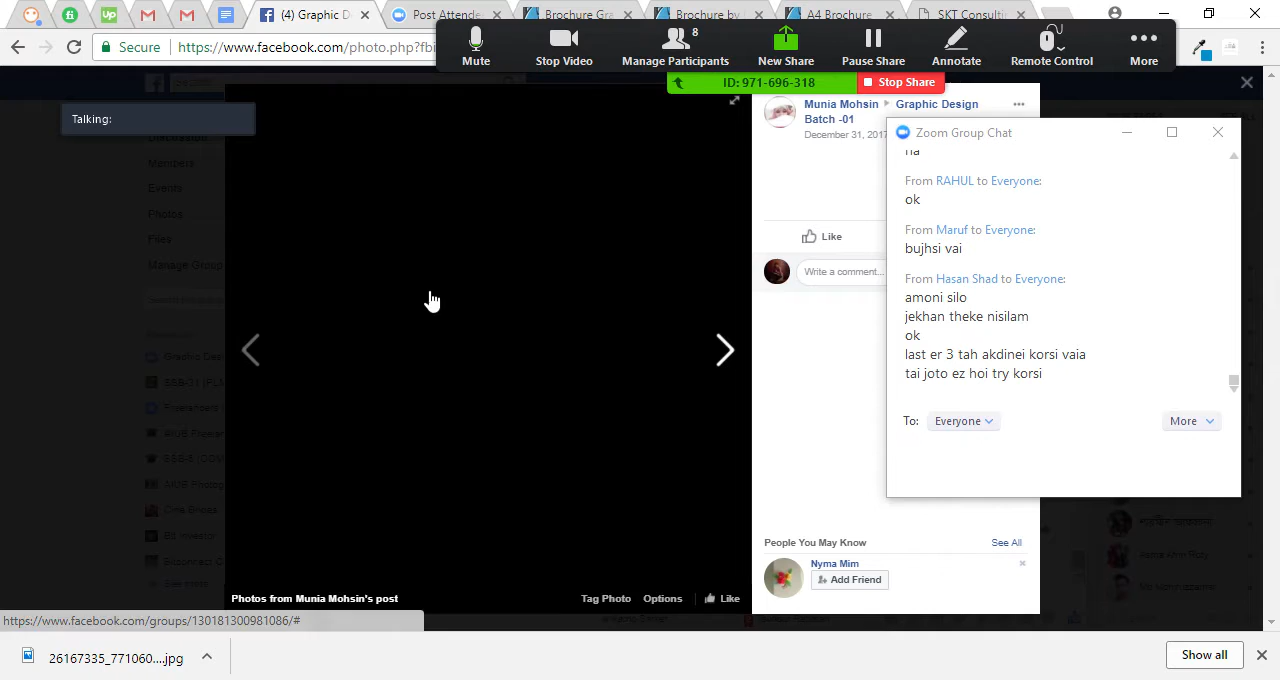 (4) Graphic D
Post Attende
Brochure Gra
Brochure by
A4 Brochure
SKT Consulti
Secure
https://www.facebook.com/photo.php?fbi
Mute
Stop Video
8
Manage Participants
New Share
Pause Share
Annotate
Remote Control
More
ID: 971-696-318
Stop Share
Talking:
Members
Events
Photos
Files
Manage Group
Munia Mohsin
Graphic Design
Batch -01
December 31, 2017
Like
Write a comment...
Zoom Group Chat
From RAHUL to Everyone:
ok
From Maruf to Everyone:
bujhsi vai
From Hasan Shad to Everyone:
amoni silo
jekhan theke nisilam
ok
last er 3 tah akdinei korsi vaia
tai joto ez hoi try korsi
To:
Everyone
More
People You May Know
See All
Nyma Mim
Add Friend
Photos from Munia Mohsin's post
Tag Photo
Options
Like
https://www.facebook.com/groups/130181300981086/#
26167335_771060....jpg
Show all